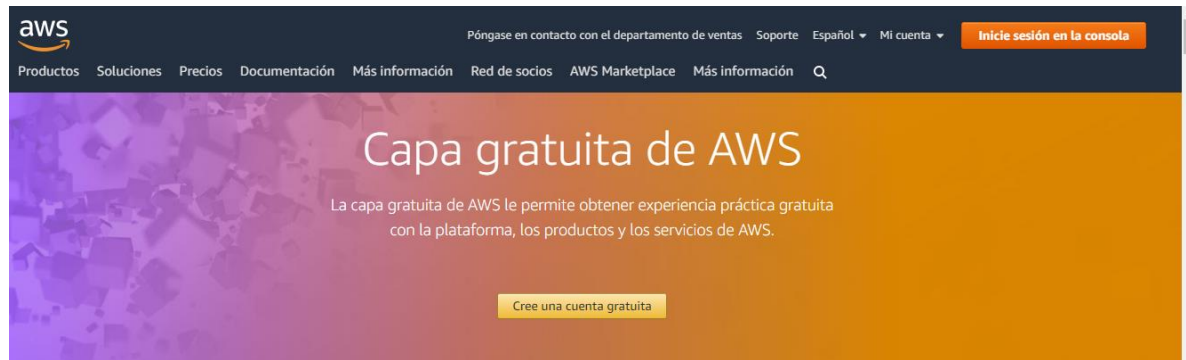 aws
Póngase en contacto con el departamento de ventas Soporte Español Mi cuenta Inicie sesión en la consola
Productos Soluciones Precios Documentación Más información Red de socios AWS Marketplace Más información
Capa gratuita de AWS
La capa gratuita de AWS le permite obtener experiencia práctica gratuita
con la plataforma, los productos y los servicios de AWS.
Cree una cuenta gratuita